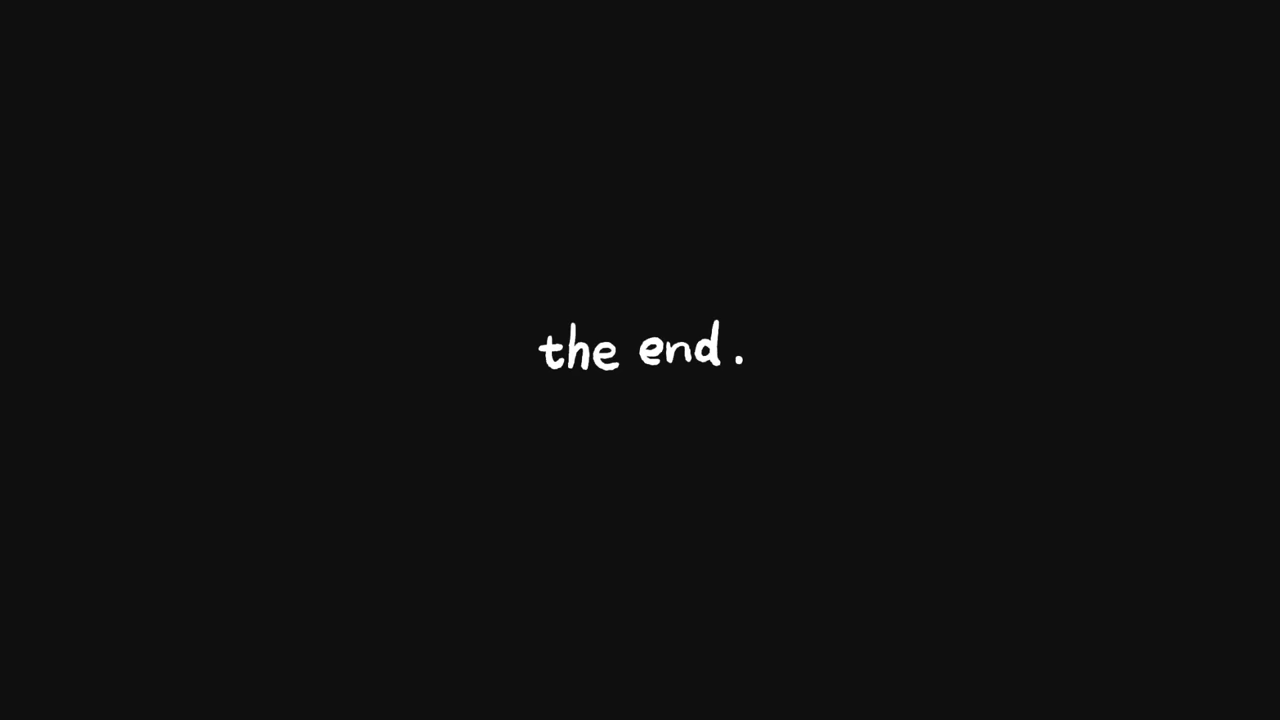 the end .